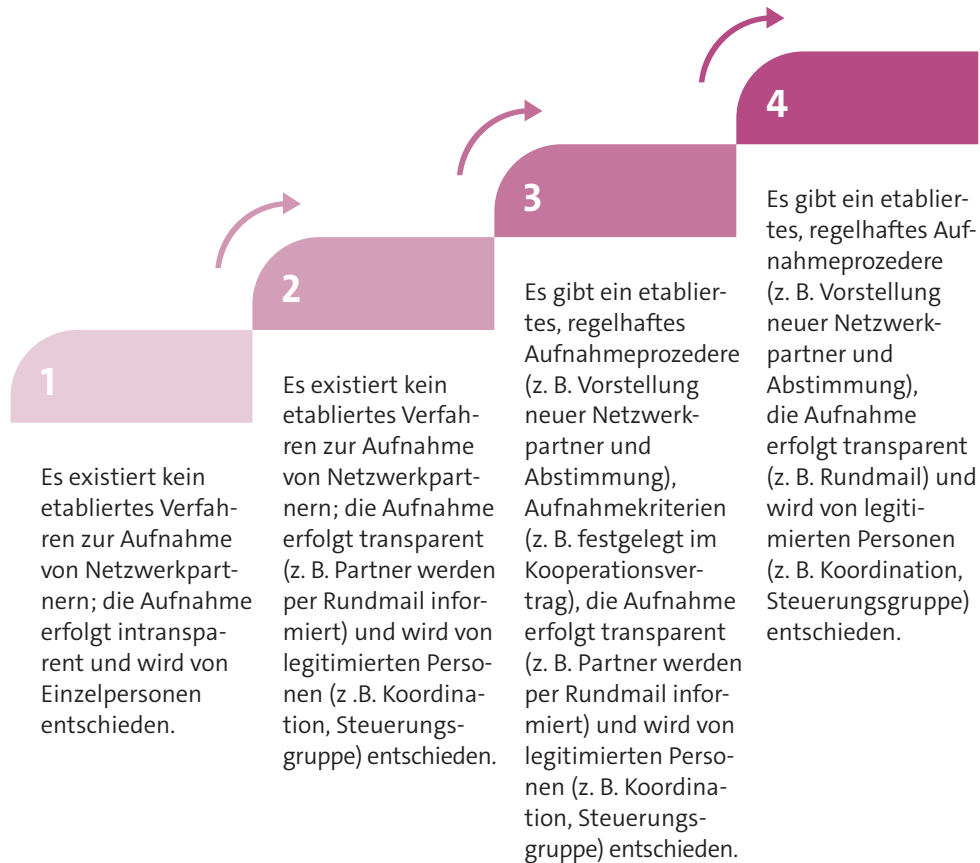 1
Es existiert kein
etabliertes Verfah-
ren zur Aufnahme
von Netzwerkpart-
nern; die Aufnahme
erfolgt intranspa-
rent und wird von
Einzelpersonen
entschieden.
2
Es existiert kein
etabliertes Verfah-
ren zur Aufnahme
von Netzwerkpart-
nern; die Aufnahme
erfolgt transparent
(z. B. Partner werden
per Rundmail infor-
miert) und wird von
legitimierten Perso-
nen (z .B. Koordina-
tion, Steuerungs-
gruppe) entschieden.
3
Es gibt ein etablier-
tes, regelhaftes
Aufnahmeprozedere
(z. B. Vorstellung
neuer Netzwerk-
partner und
Abstimmung),
Aufnahmekriterien
(z. B. festgelegt im
Kooperationsver-
trag), die Aufnahme
erfolgt transparent
(z. B. Partner werden
per Rundmail infor-
miert) und wird von
legitimierten Perso-
nen (z. B. Koordina-
tion, Steuerungs-
gruppe) entschieden.
4
Es gibt ein etablier-
tes, regelhaftes Auf-
nahmeprozedere
(z. B. Vorstellung
neuer Netzwerk-
partner und
Abstimmung),
die Aufnahme
erfolgt transparent
(z. B. Rundmail) und
wird von legiti-
mierten Personen
(z. B. Koordination,
Steuerungsgruppe)
entschieden.